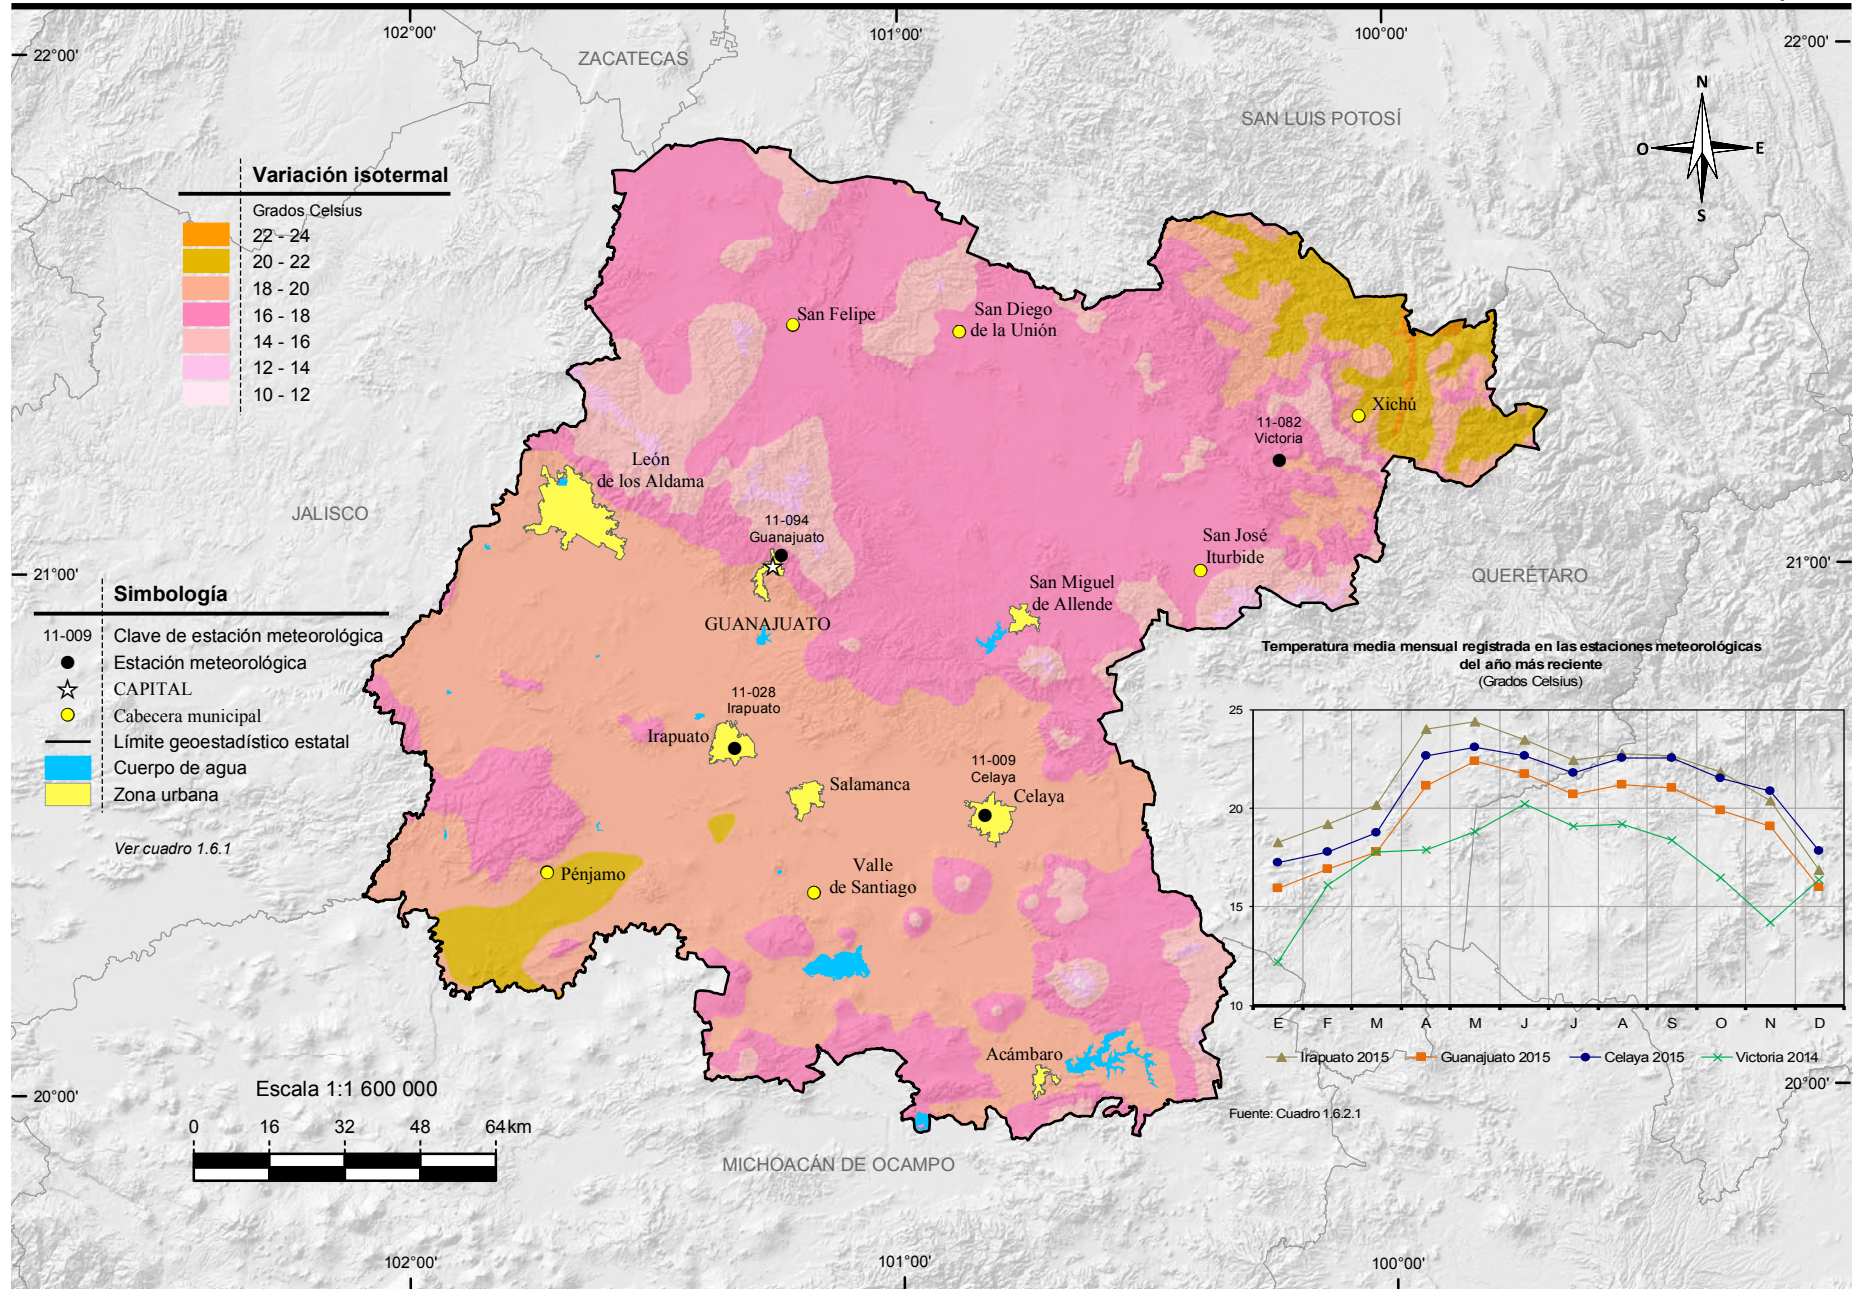 102°00'
101°00'
100°00'
22°00'
22°00'
ZACATECAS
SAN LUIS POTOSÍ
N
O
E
S
Variación isotermal
Grados Celsius
22 - 24
20 - 22
18 - 20
16 - 18
14 - 16
12 - 14
10 - 12
San Felipe
San Diego
de la Unión
Xichú
11-082
Victoria
León
de los Aldama
JALISCO
11-094
Guanajuato
San José
Iturbide
21°00'
21°00'
QUERÉTARO
San Miguel
de Allende
GUANAJUATO
Simbología
11-009 Clave de estación meteorológica
Estación meteorológica
CAPITAL
Cabecera municipal
Límite geoestadístico estatal
Cuerpo de agua
Zona urbana
Ver cuadro 1.6.1
11-028
Irapuato
Irapuato
11-009
Celaya
Celaya
Salamanca
Pénjamo
Valle
de Santiago
Acámbaro
Temperatura media mensual registrada en las estaciones meteorológicas
del año más reciente
(Grados Celsius)
25
20
15
10
E F M A M J J A S O N D
Irapuato 2015 Guanajuato 2015 Celaya 2015 Victoria 2014
Fuente: Cuadro 1.6.2.1
20°00'
20°00'
Escala 1:1 600 000
0 16 32 48 64 km
MICHOACÁN DE OCAMPO
102°00'
101°00'
100°00'